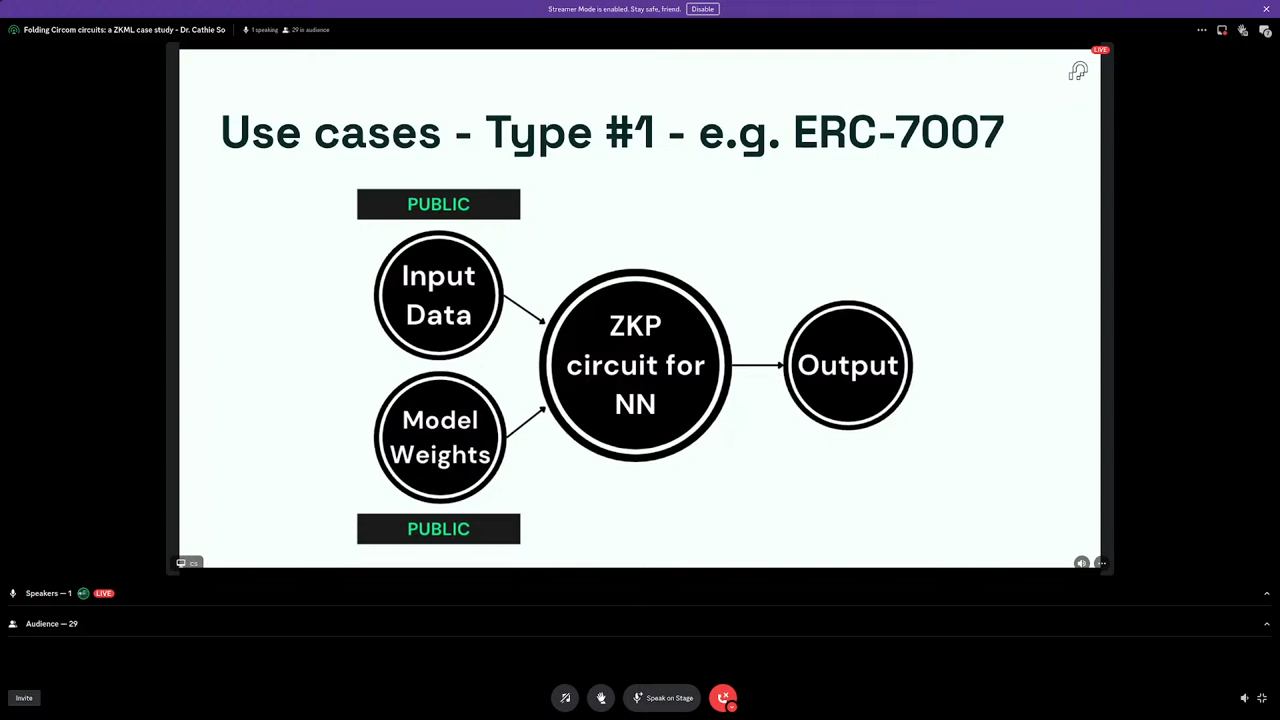 Streamer Mode is enabled. Stay safe, friend. Disable
Folding Circom circuits: a ZKML case study - Dr. Cathie So 1 speaking 29 in audience
LIVE
Use cases - Type #1 - e.g. ERC-7007
PUBLIC
Input
Data
ZKP
circuit for
NN
Output
Model
Weights
PUBLIC
cs
Speakers — 1 LIVE
Audience — 29
Invite
Speak on Stage